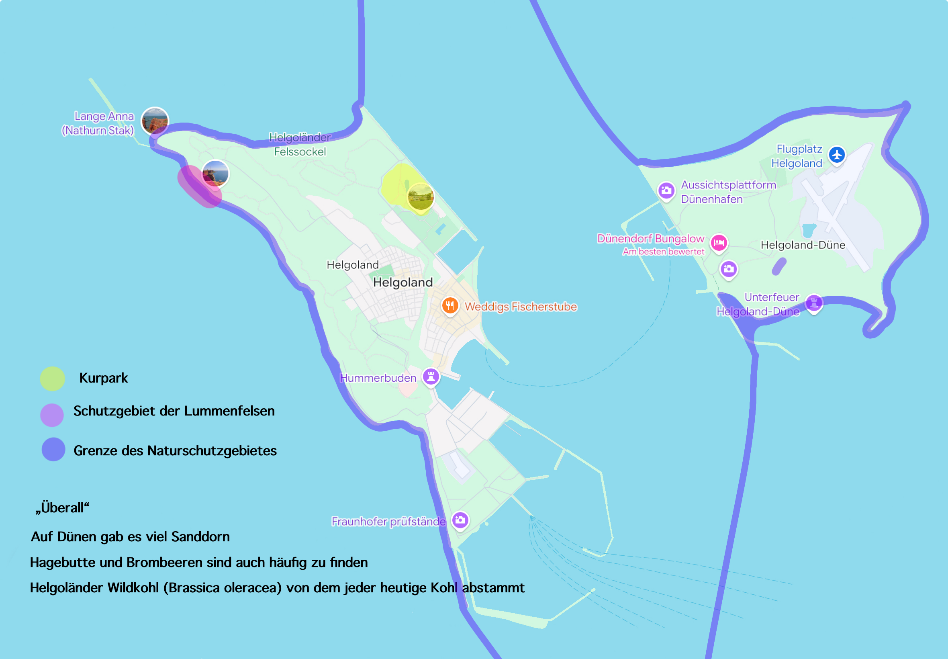 Lange Anna
(Nathurn Stak)
Helgoländer
Felssockel
Flugplatz
Helgoland
Aussichtsplattform
Dünenhafen
Dünendorf Bungalow
Am besten bewertet
Helgoland-Düne
Helgoland
Helgoland
Weddigs Fischerstube
Unterfeuer
Helgoland-Düne
Hummerbuden
Kurpark
Schutzgebiet der Lummenfelsen
Grenze des Naturschutzgebietes
„Überall“
Fraunhofer prüfstände
Auf Dünen gab es viel Sanddorn
Hagebutte und Brombeeren sind auch häufig zu finden
Helgoländer Wildkohl (Brassica oleracea) von dem jeder heutige Kohl abstammt